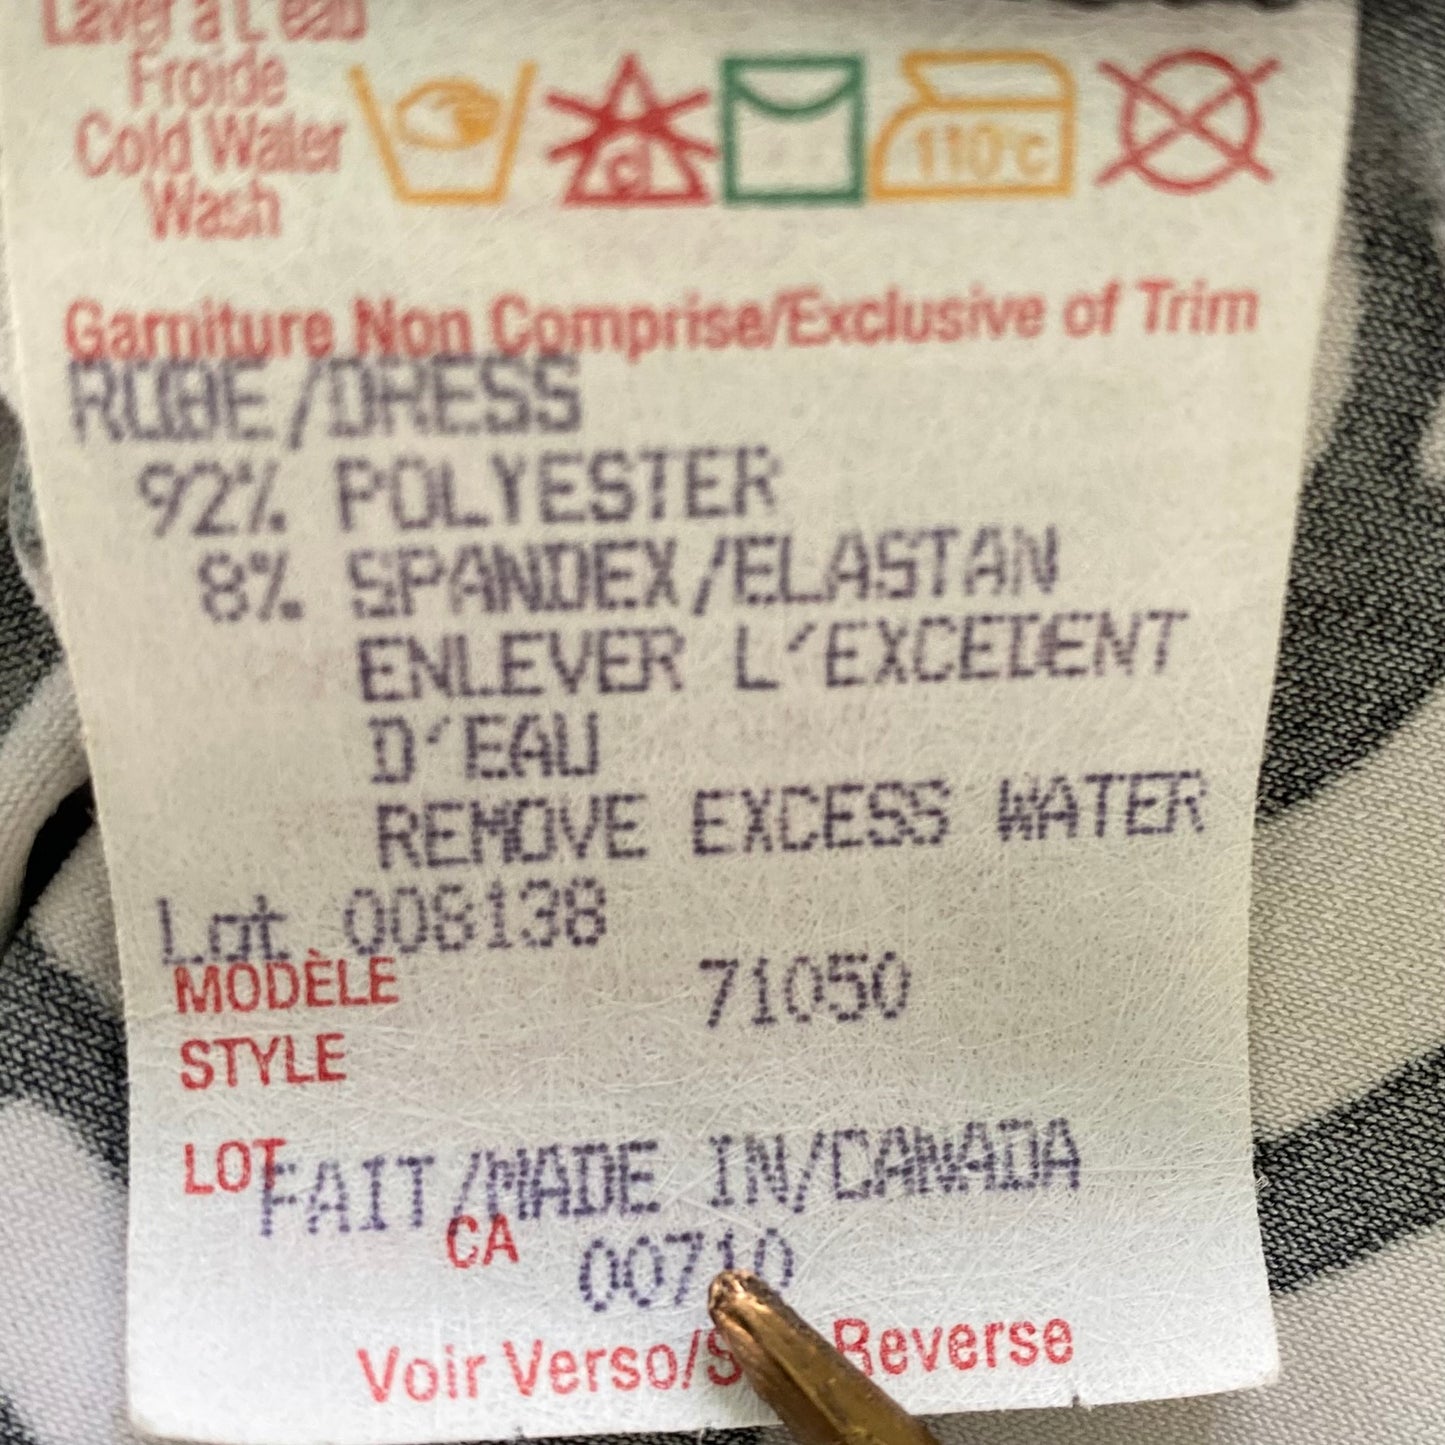 Laver à L'eau
Froide
Cold Water
Wash
cl
110°c
Garniture Non Comprise/Exclusive of Trim
ROBE/DRESS
92% POLYESTER
8% SPANDEX/ELASTAN
ENLEVER L'EXCEDENT
D'EAU
REMOVE EXCESS WATER
Lot 008138
MODÈLE 71050
STYLE
LOT
FAIT/MADE IN/CANADA
CA 00710
Voir Verso/S Reverse